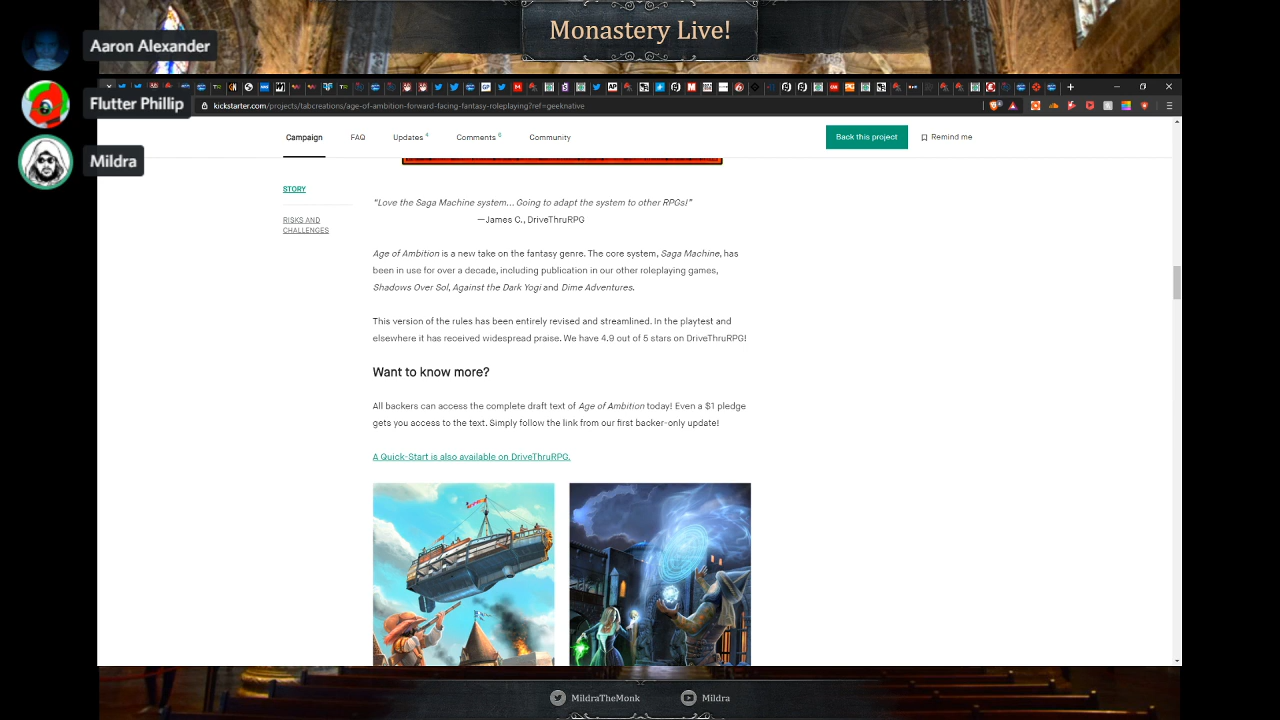 Monastery Live!
Aaron Alexander
Flutter Phillip
Mildra
kickstarter.com/projects/tabcreations/age-of-ambition-forward-facing-fantasy-roleplaying?ref=geeknative
Campaign FAQ Updates 4 Comments 6 Community Back this project Remind me
STORY
RISKS AND
CHALLENGES
"Love the Saga Machine system... Going to adapt the system to other RPGs!"
—James C., DriveThruRPG
Age of Ambition is a new take on the fantasy genre. The core system, Saga Machine, has
been in use for over a decade, including publication in our other roleplaying games,
Shadows Over Sol, Against the Dark Yogi and Dime Adventures.
This version of the rules has been entirely revised and streamlined. In the playtest and
elsewhere it has received widespread praise. We have 4.9 out of 5 stars on DriveThruRPG!
Want to know more?
All backers can access the complete draft text of Age of Ambition today! Even a $1 pledge
gets you access to the text. Simply follow the link from our first backer-only update!
A Quick-Start is also available on DriveThruRPG.
MildraTheMonk Mildra